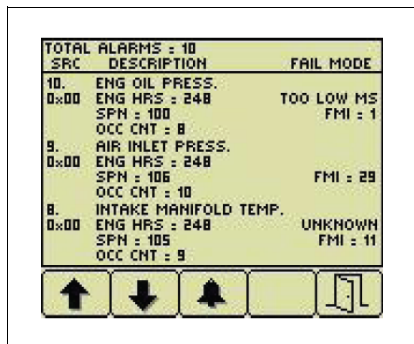 TOTAL ALARMS : 10
SRC DESCRIPTION FAIL MODE
10. ENG OIL PRESS.
0x00 ENG HRS : 248 TOO LOW MS
SPN : 100 FMI : 1
OCC CNT : 8
9. AIR INLET PRESS.
0x00 ENG HRS : 248
SPN : 106 FMI : 29
OCC CNT : 10
8. INTAKE MANIFOLD TEMP.
0x00 ENG HRS : 248 UNKNOWN
SPN : 105 FMI : 11
OCC CNT : 9